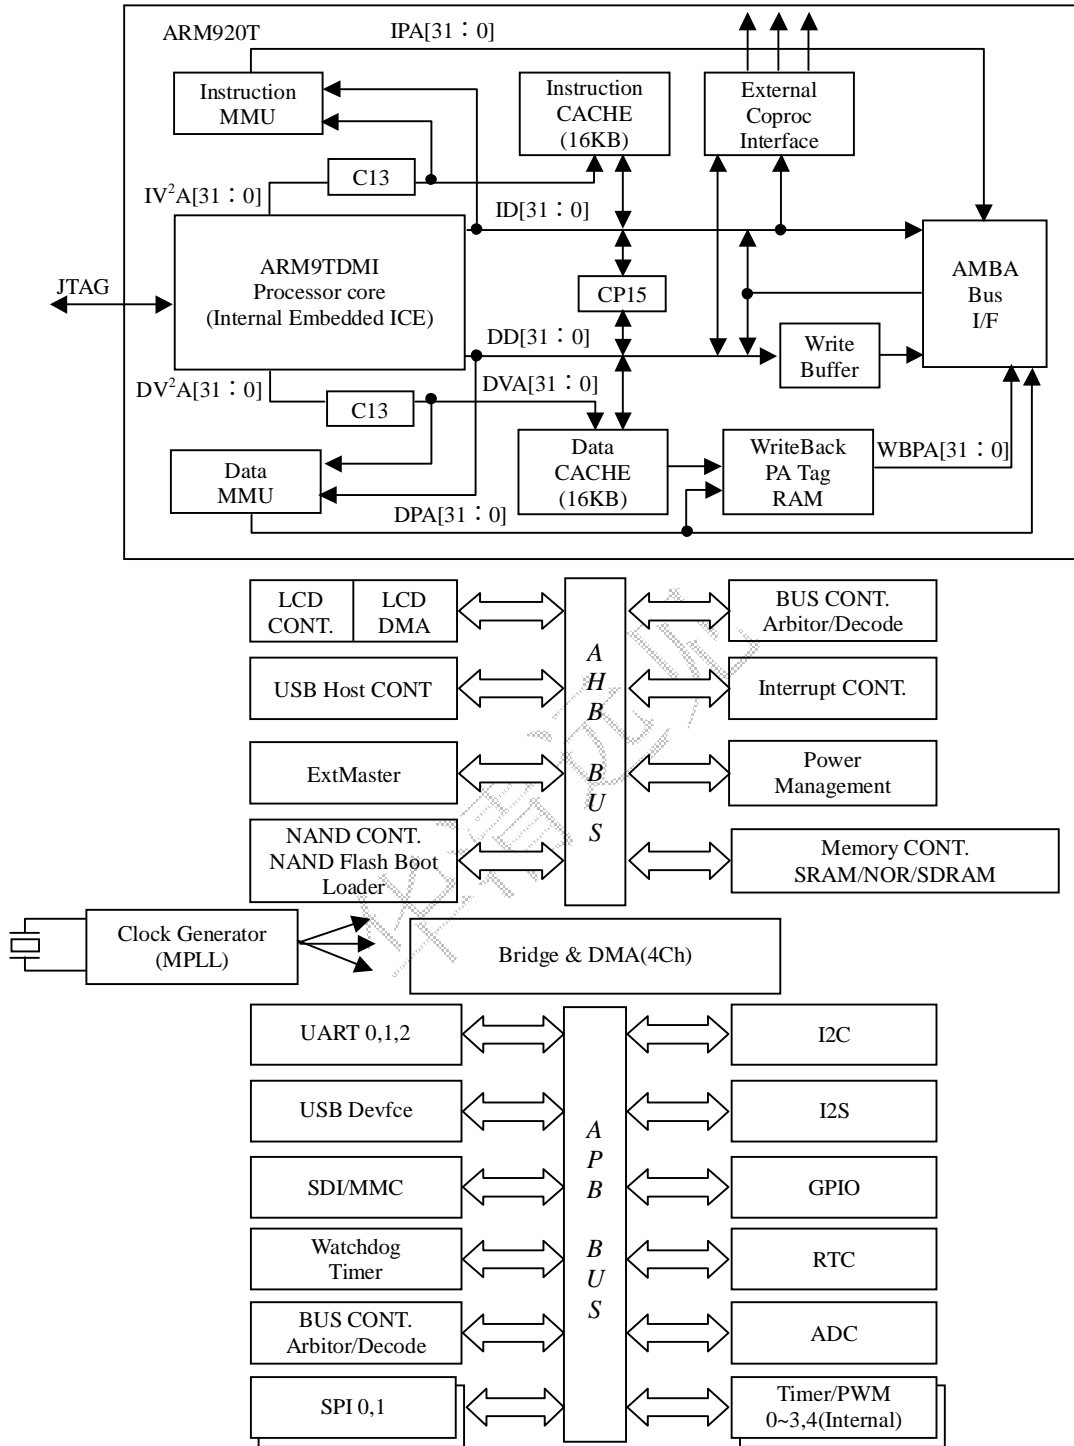 ARM920T
IPA[31：0]
Instruction
MMU
Instruction
CACHE
(16KB)
External
Coproc
Interface
C13
IV²A[31：0]
ID[31：0]
ARM9TDMI
Processor core
(Internal Embedded ICE)
JTAG
CP15
AMBA
Bus
I/F
DD[31：0]
Write
Buffer
DV²A[31：0]
DVA[31：0]
C13
Data
MMU
Data
CACHE
(16KB)
WriteBack
PA Tag
RAM
WBPA[31：0]
DPA[31：0]
LCD
CONT.
LCD
DMA
BUS CONT.
Arbitor/Decode
USB Host CONT
Interrupt CONT.
ExtMaster
Power
Management
NAND CONT.
NAND Flash Boot
Loader
Memory CONT.
SRAM/NOR/SDRAM
AHB BUS
Clock Generator
(MPLL)
Bridge & DMA(4Ch)
UART 0,1,2
I2C
USB Devfce
I2S
SDI/MMC
GPIO
Watchdog
Timer
RTC
BUS CONT.
Arbitor/Decode
ADC
SPI 0,1
Timer/PWM
0~3,4(Internal)
APB BUS